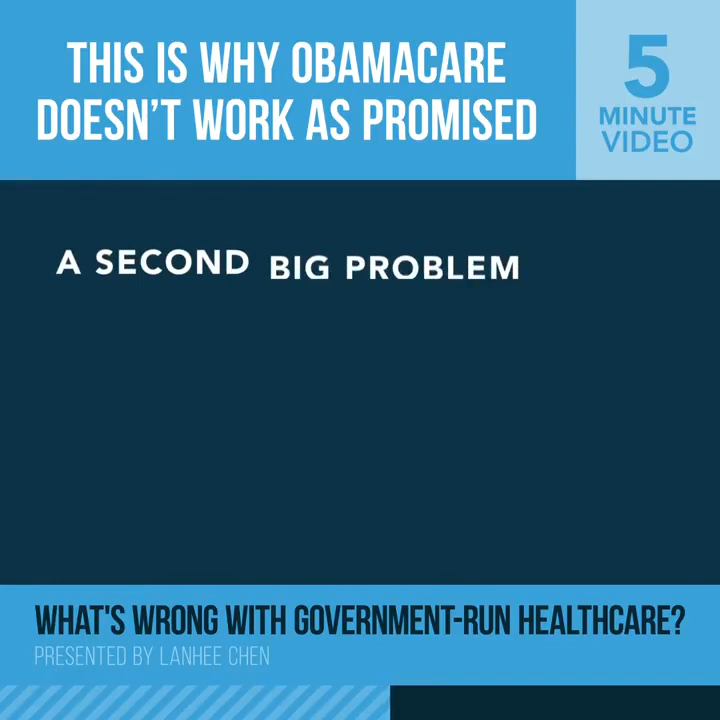 THIS IS WHY OBAMACARE
DOESN'T WORK AS PROMISED
5
MINUTE
VIDEO
A SECOND BIG PROBLEM
WHAT'S WRONG WITH GOVERNMENT-RUN HEALTHCARE?
PRESENTED BY LANHEE CHEN